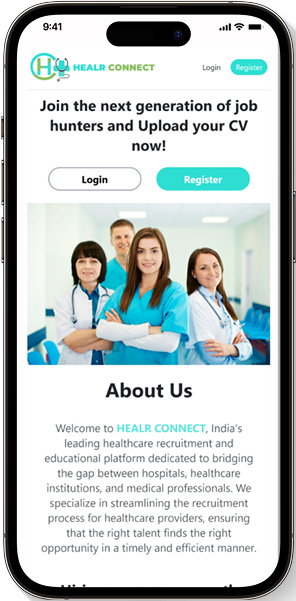 9:41
HEALR CONNECT
Login
Register
Join the next generation of job
hunters and Upload your CV
now!
Login
Register
About Us
Welcome to HEALR CONNECT, India's
leading healthcare recruitment and
educational platform dedicated to bridging
the gap between hospitals, healthcare
institutions, and medical professionals. We
specialize in streamlining the recruitment
process for healthcare providers, ensuring
that the right talent finds the right
opportunity in a timely and efficient manner.